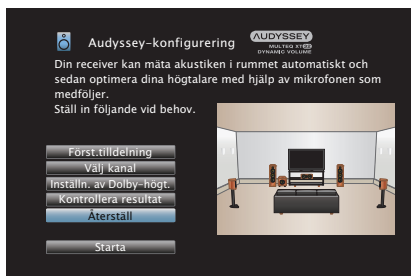 Audyssey-konfigurering
AUDYSSEY
MULTEQ XT32
DYNAMIC VOLUME
Din receiver kan mäta akustiken i rummet automatiskt och
sedan optimera dina högtalare med hjälp av mikrofonen som
medföljer.
Ställ in följande vid behov.
Först.tilldelning
Välj kanal
Inställn. av Dolby-högt.
Kontrollera resultat
Återställ
Starta